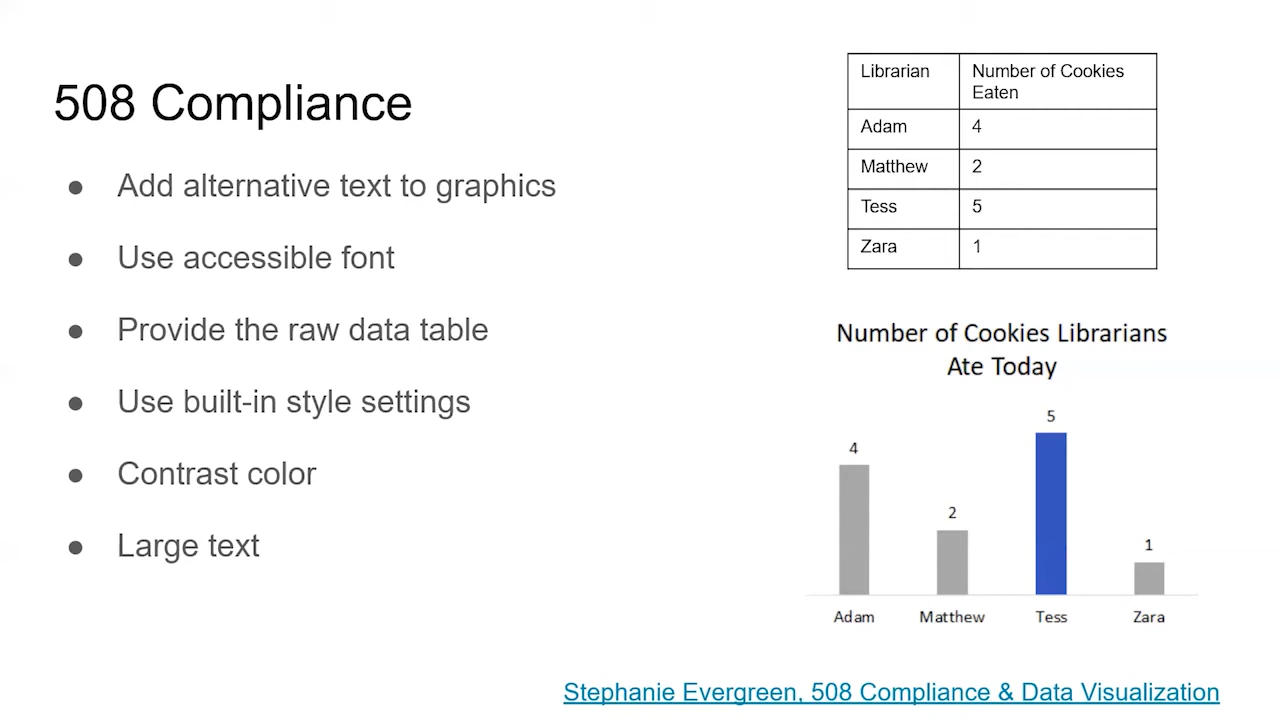 508 Compliance
● Add alternative text to graphics
● Use accessible font
● Provide the raw data table
● Use built-in style settings
● Contrast color
● Large text
Librarian Number of Cookies
Eaten
Adam 4
Matthew 2
Tess 5
Zara 1
Number of Cookies Librarians
Ate Today
4 2 5 1
Adam Matthew Tess Zara
Stephanie Evergreen, 508 Compliance & Data Visualization